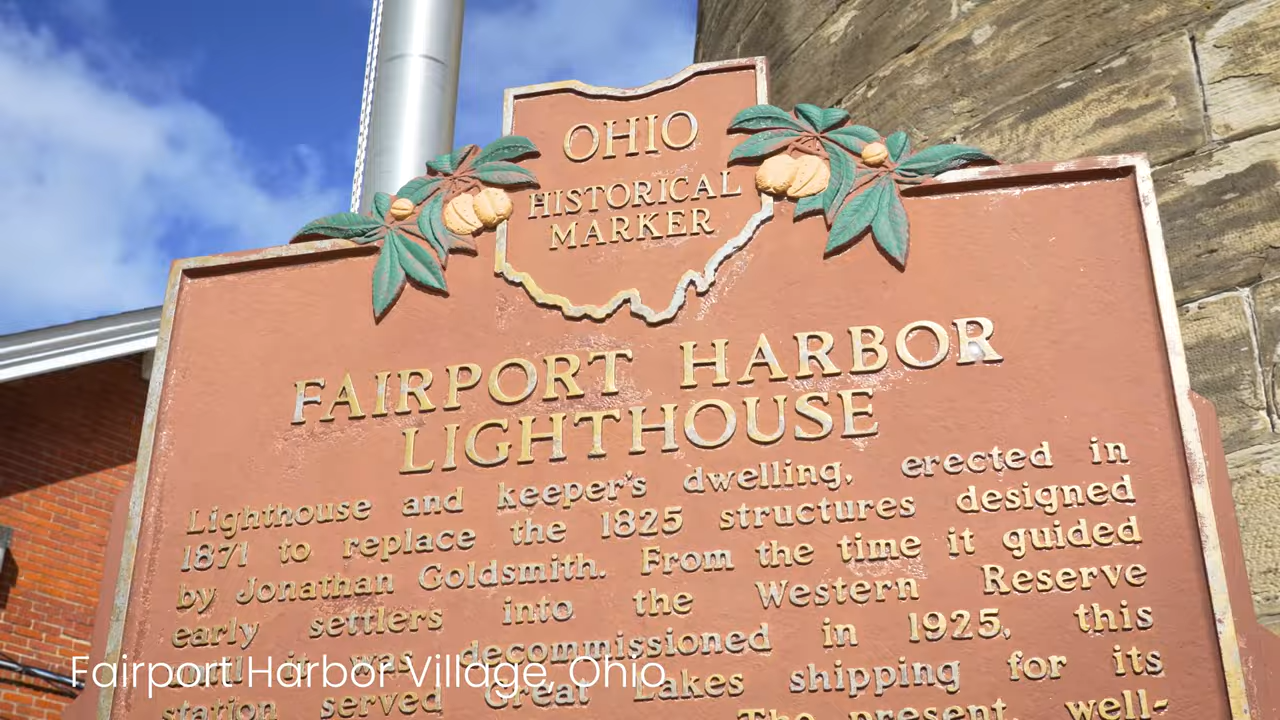 OHIO
HISTORICAL
MARKER
FAIRPORT HARBOR
LIGHTHOUSE
Lighthouse and keeper's dwelling, erected in
1871 to replace the 1825 structures designed
by Jonathan Goldsmith. From the time it guided
early settlers into the Western Reserve
until it was decommissioned in 1925, this
station served Great Lakes shipping for its
The present, well-
Fairport Harbor Village, Ohio